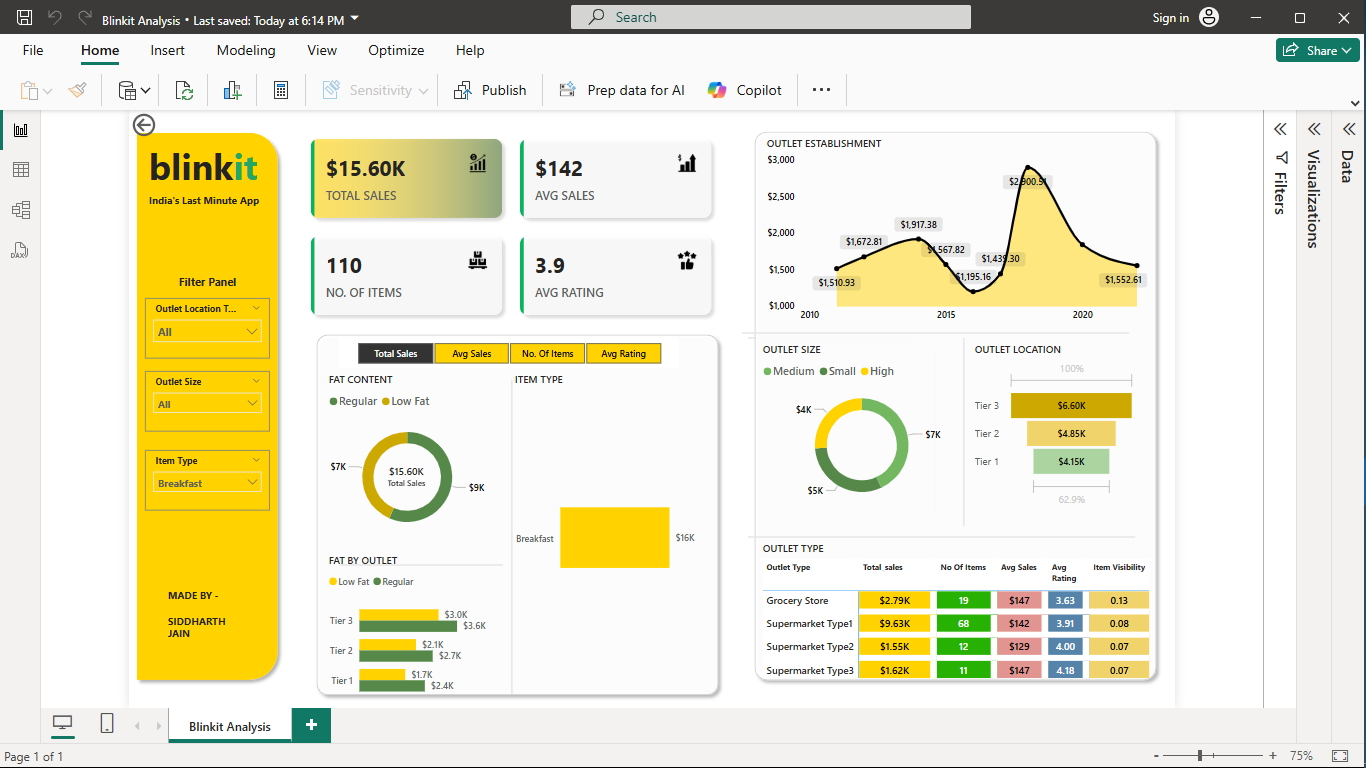 Blinkit Analysis • Last saved: Today at 6:14 PM
Search
Sign in
File
Home
Insert
Modeling
View
Optimize
Help
Share
Sensitivity
Publish
Prep data for AI
Copilot
DAX
blinkit
India's Last Minute App
Filter Panel
Outlet Location T...
All
Outlet Size
All
Item Type
Breakfast
MADE BY -
SIDDHARTH
JAIN
$15.60K
TOTAL SALES
$142
AVG SALES
110
NO. OF ITEMS
3.9
AVG RATING
Total Sales
Avg Sales
No. Of Items
Avg Rating
FAT CONTENT
Regular
Low Fat
$7K
$15.60K
Total Sales
$9K
FAT BY OUTLET
Low Fat
Regular
Tier 3
$3.0K
$3.6K
Tier 2
$2.1K
$2.7K
Tier 1
$1.7K
$2.4K
ITEM TYPE
Breakfast
$16K
OUTLET ESTABLISHMENT
$3,000
$2,500
$2,000
$1,500
$1,000
$1,510.93
$1,672.81
$1,917.38
$1,567.82
$1,195.16
$1,439.30
$2,900.51
$1,552.61
2010
2015
2020
OUTLET SIZE
Medium
Small
High
$4K
$7K
$5K
OUTLET LOCATION
100%
Tier 3 $6.60K
Tier 2 $4.85K
Tier 1 $4.15K
62.9%
OUTLET TYPE
Outlet Type Total sales No Of Items Avg Sales Avg Rating Item Visibility
Grocery Store $2.79K 19 $147 3.63 0.13
Supermarket Type1 $9.63K 68 $142 3.91 0.08
Supermarket Type2 $1.55K 12 $129 4.00 0.07
Supermarket Type3 $1.62K 11 $147 4.18 0.07
Filters
Visualizations
Data
Blinkit Analysis
Page 1 of 1
75%